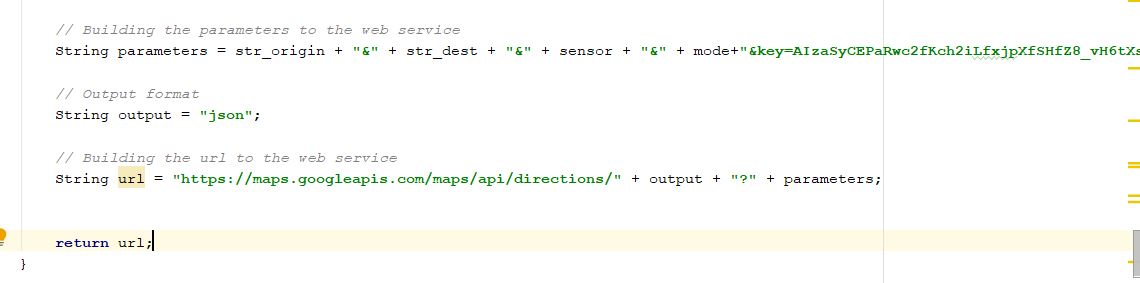 // Building the parameters to the web service
String parameters = str_origin + "&" + str_dest + "&" + sensor + "&" + mode+"&key=AIzaSyCEPaRwc2fKch2iLfxjpXfSHfZ8_vH6tXs
// Output format
String output = "json";
// Building the url to the web service
String url = "https://maps.googleapis.com/maps/api/directions/" + output + "?" + parameters;
return url;
}